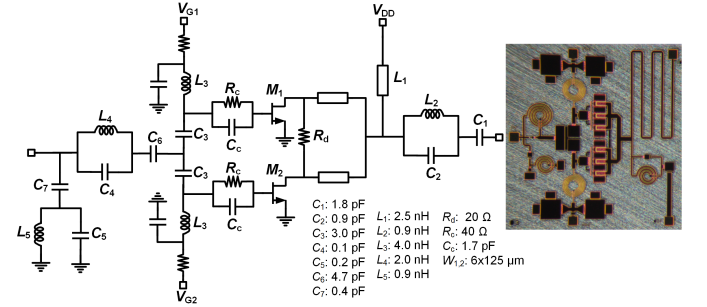 VG1
VDD
L3
Rc
M1
L1
L2
C1
L4
C6
C3
Cc
Rd
C4
C3
Rc
M2
C2
C7
L5
C5
L3
Cc
VG2
C1: 1.8 pF
C2: 0.9 pF
C3: 3.0 pF
C4: 0.1 pF
C5: 0.2 pF
C6: 4.7 pF
C7: 0.4 pF
L1: 2.5 nH
L2: 0.9 nH
L3: 4.0 nH
L4: 2.0 nH
L5: 0.9 nH
Rd: 20 Ω
Rc: 40 Ω
Cc: 1.7 pF
W1,2: 6x125 µm